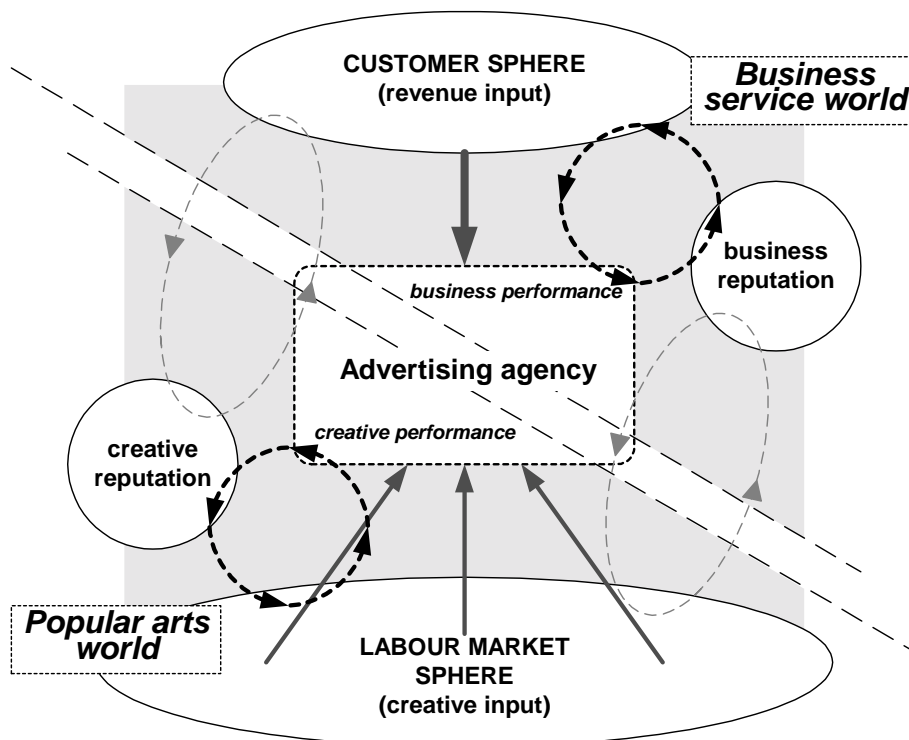 CUSTOMER SPHERE
(revenue input)
Business
service world
business
reputation
business performance
Advertising agency
creative performance
creative
reputation
Popular arts
world
LABOUR MARKET
SPHERE
(creative input)